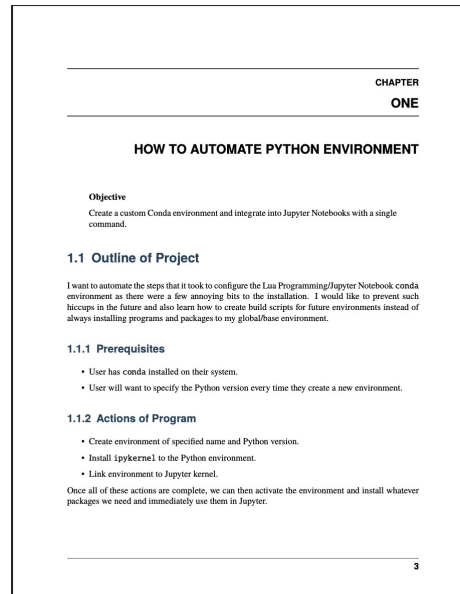 CHAPTER
ONE
HOW TO AUTOMATE PYTHON ENVIRONMENT
Objective
Create a custom Conda environment and integrate into Jupyter Notebooks with a single
command.
1.1 Outline of Project
I want to automate the steps that it took to configure the Lua Programming/Jupyter Notebook conda
environment as there were a few annoying bits to the installation. I would like to prevent such
hiccups in the future and also learn how to create build scripts for future environments instead of
always installing programs and packages to my global/base environment.
1.1.1 Prerequisites
• User has conda installed on their system.
• User will want to specify the Python version every time they create a new environment.
1.1.2 Actions of Program
• Create environment of specified name and Python version.
• Install ipykernel to the Python environment.
• Link environment to Jupyter kernel.
Once all of these actions are complete, we can then activate the environment and install whatever
packages we need and immediately use them in Jupyter.
3